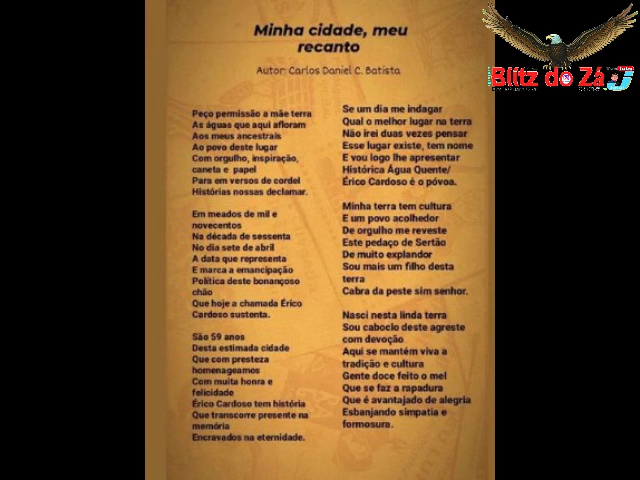 Minha cidade, meu
recanto
Autor: Carlos Daniel C. Batista
Peço permissão a mãe terra
As águas que aqui afloram
Aos meus ancestrais
Ao povo deste lugar
Com orgulho, inspiração,
caneta e papel
Para em versos de cordel
Histórias nossas declamar.
Em meados de mil e
novecentos
Na década de sessenta
No dia sete de abril
A data que representa
E marca a emancipação
Política deste bonançoso
chão
Que hoje a chamada Érico
Cardoso sustenta.
São 59 anos
Desta estimada cidade
Que com presteza
homenageamos
Com muita honra e
felicidade
Érico Cardoso tem história
Que transcorre presente na
memória
Encravados na eternidade.
Se um dia me indagar
Qual o melhor lugar na terra
Não irei duas vezes pensar
Esse lugar existe, tem nome
E vou logo lhe apresentar
Histórica Água Quente/
Érico Cardoso é o póvoa.
Minha terra tem cultura
E um povo acolhedor
De orgulho me reveste
Este pedaço de Sertão
De muito explandor
Sou mais um filho desta
terra
Cabra da peste sim senhor.
Nasci nesta linda terra
Sou caboclo deste agreste
com devoção
Aqui se mantém viva a
tradição e cultura
Gente doce feito o mel
Que se faz a rapadura
Que é avantajado de alegria
Esbanjando simpatia e
formosura.
Blitz do Zá